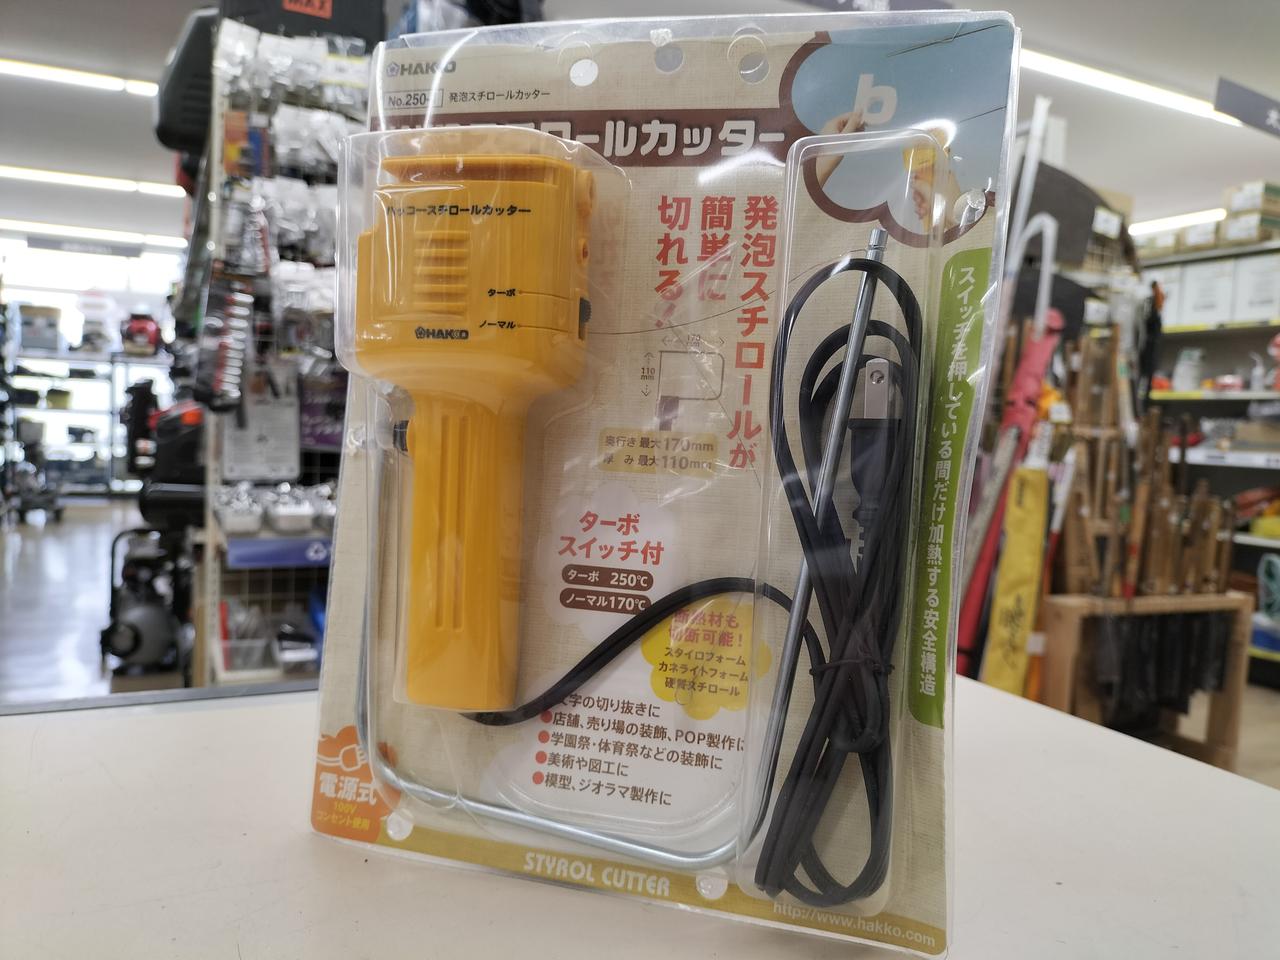 HAKKO
No.250-
発泡スチロールカッター
ロールカッター
b
発泡スチロールが
簡単に
切れる!
ハッコースチロールカッター
ターボ
ノーマル
HAKKO
170
mm
110
mm
奥行き 最大170mm
厚 み 最大110mm
ターボ
スイッチ付
ターボ 250℃
ノーマル170℃
断熱材も
切断可能!
スタイロフォーム
カネライトフォーム
硬質スチロール
文字の切り抜きに
店舗、売り場の装飾、POP製作に
学園祭・体育祭などの装飾に
美術や図工に
模型、ジオラマ製作に
スイッチを押している間だけ加熱する安全構造
電源式
100V
コンセント使用
STYROL CUTTER
http://www.hakko.com